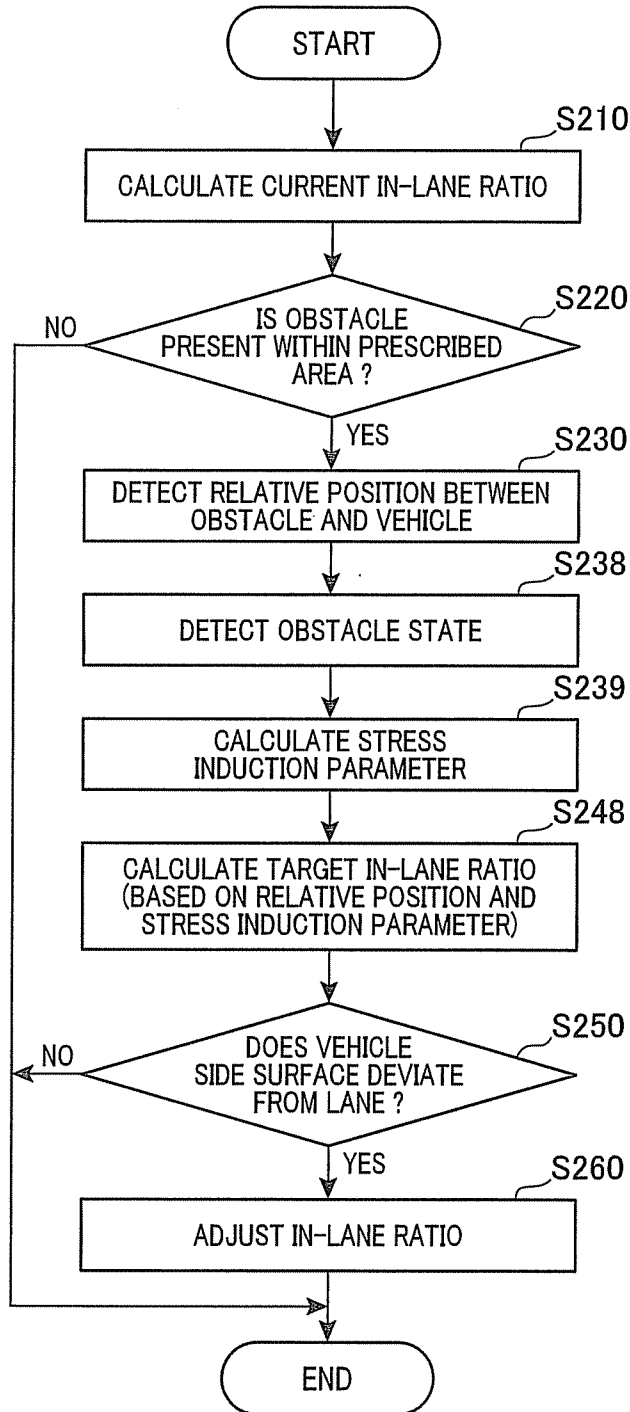 START
S210
CALCULATE CURRENT IN-LANE RATIO
S220
IS OBSTACLE
PRESENT WITHIN PRESCRIBED
AREA ?
NO
YES
S230
DETECT RELATIVE POSITION BETWEEN
OBSTACLE AND VEHICLE
S238
DETECT OBSTACLE STATE
S239
CALCULATE STRESS
INDUCTION PARAMETER
S248
CALCULATE TARGET IN-LANE RATIO
(BASED ON RELATIVE POSITION AND
STRESS INDUCTION PARAMETER)
S250
DOES VEHICLE
SIDE SURFACE DEVIATE
FROM LANE ?
NO
YES
S260
ADJUST IN-LANE RATIO
END